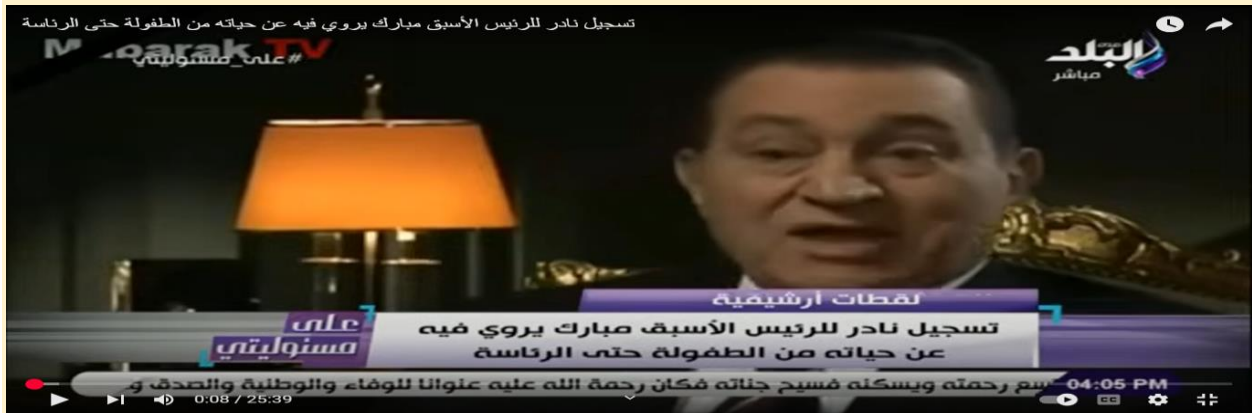 تسجيل نادر للرئيس الأسبق مبارك يروي فيه عن حياته من الطفولة حتى الرئاسة
Mubarak TV
#على_مسئوليتي
صدى البلد
مباشر
لقطات أرشيفية
على مسئوليتي
تسجيل نادر للرئيس الأسبق مبارك يروي فيه
عن حياته من الطفولة حتى الرئاسة
رحمته ويسكنه فسيح جناته فكان رحمة الله عليه عنوانا للوفاء والوطنية والصدق
04:05 PM
0:08 / 25:39
CC